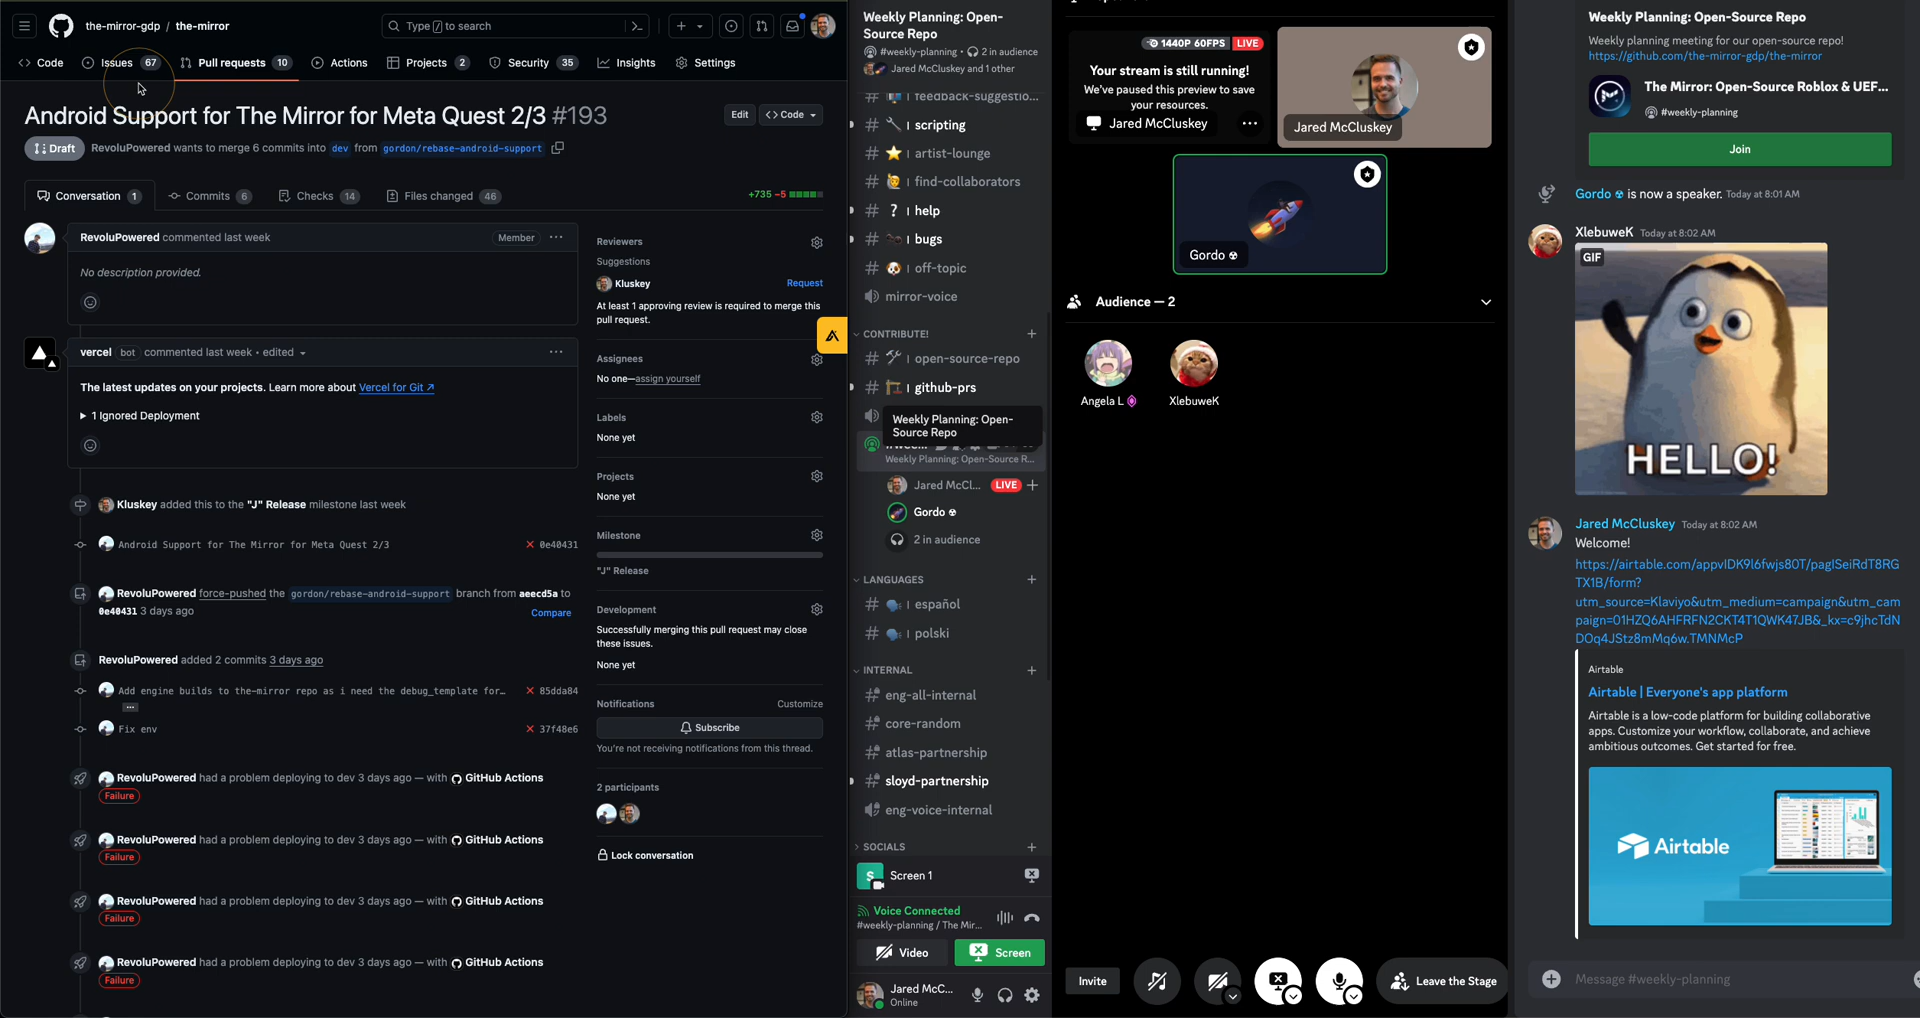 the-mirror-gdp / the-mirror
Type / to search
Code
Issues 67
Pull requests 10
Actions
Projects 2
Security 35
Insights
Settings
Android Support for The Mirror for Meta Quest 2/3 #193
Edit
<> Code
Draft
RevoluPowered wants to merge 6 commits into dev from gordon/rebase-android-support
Conversation 1
Commits 6
Checks 14
Files changed 46
+735 −5
RevoluPowered commented last week
Member
No description provided.
vercel bot commented last week • edited
The latest updates on your projects. Learn more about Vercel for Git ↗
1 Ignored Deployment
Kluskey added this to the "J" Release milestone last week
Android Support for The Mirror for Meta Quest 2/3
0e40431
RevoluPowered force-pushed the gordon/rebase-android-support branch from aeecd5a to
0e40431 3 days ago
Compare
RevoluPowered added 2 commits 3 days ago
Add engine builds to the-mirror repo as i need the debug_template for…
85dda84
Fix env
37f48e6
RevoluPowered had a problem deploying to dev 3 days ago — with GitHub Actions
Failure
RevoluPowered had a problem deploying to dev 3 days ago — with GitHub Actions
Failure
RevoluPowered had a problem deploying to dev 3 days ago — with GitHub Actions
Failure
RevoluPowered had a problem deploying to dev 3 days ago — with GitHub Actions
Failure
Reviewers
Suggestions
Kluskey
Request
At least 1 approving review is required to merge this
pull request.
Assignees
No one—assign yourself
Labels
None yet
Projects
None yet
Milestone
"J" Release
Development
Successfully merging this pull request may close
these issues.
None yet
Notifications
Customize
Subscribe
You're not receiving notifications from this thread.
2 participants
Lock conversation
Weekly Planning: Open-
Source Repo
#weekly-planning • 2 in audience
Jared McCluskey and 1 other
feedback-suggestio...
scripting
artist-lounge
find-collaborators
help
bugs
off-topic
mirror-voice
CONTRIBUTE!
open-source-repo
github-prs
Weekly Planning: Open-
Source Repo
Weekly Planning: Open-Source R...
Jared McCl... LIVE
Gordo
2 in audience
LANGUAGES
español
polski
INTERNAL
eng-all-internal
core-random
atlas-partnership
sloyd-partnership
eng-voice-internal
SOCIALS
S
Screen 1
Voice Connected
#weekly-planning / The Mir...
Video
Screen
Jared McC...
Online
1440P 60FPS LIVE
Your stream is still running!
We've paused this preview to save
your resources.
Jared McCluskey
Jared McCluskey
Gordo
Audience — 2
Angela L
XlebuweK
Invite
Leave the Stage
Weekly Planning: Open-Source Repo
Weekly planning meeting for our open-source repo!
https://github.com/the-mirror-gdp/the-mirror
The Mirror: Open-Source Roblox & UEF...
#weekly-planning
Join
Gordo is now a speaker. Today at 8:01 AM
XlebuweK Today at 8:02 AM
GIF
HELLO!
Jared McCluskey Today at 8:02 AM
Welcome!
https://airtable.com/appvIDK9l6fwjs80T/paglSeiRdT8RG
TX1B/form?
utm_source=Klaviyo&utm_medium=campaign&utm_cam
paign=01HZQ6AHFRFN2CKT4T1QWK47JB&_kx=c9jhcTdN
DOq4JStz8mMq6w.TMNMcP
Airtable
Airtable | Everyone's app platform
Airtable is a low-code platform for building collaborative
apps. Customize your workflow, collaborate, and achieve
ambitious outcomes. Get started for free.
Airtable
Message #weekly-planning